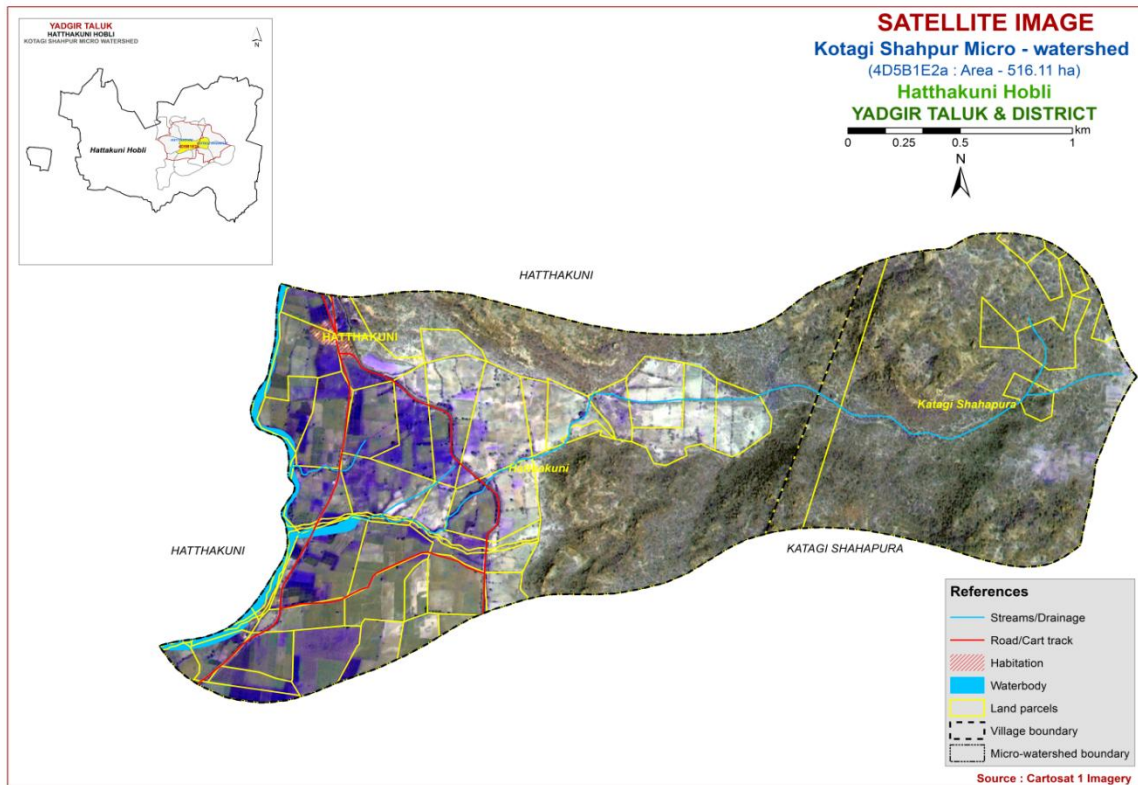 YADGIR TALUK
HATTHAKUNI HOBLI
KOTAGI SHAHPUR MICRO WATERSHED
N
Hattakuni Hobli
SATELLITE IMAGE
Kotagi Shahpur Micro - watershed
(4D5B1E2a : Area - 516.11 ha)
Hatthakuni Hobli
YADGIR TALUK & DISTRICT
km
0 0.25 0.5 1
N
HATTHAKUNI
HATTHAKUNI
Katagi Shahapura
Hatthakuni
HATTHAKUNI
KATAGI SHAHAPURA
References
Streams/Drainage
Road/Cart track
Habitation
Waterbody
Land parcels
Village boundary
Micro-watershed boundary
Source : Cartosat 1 Imagery